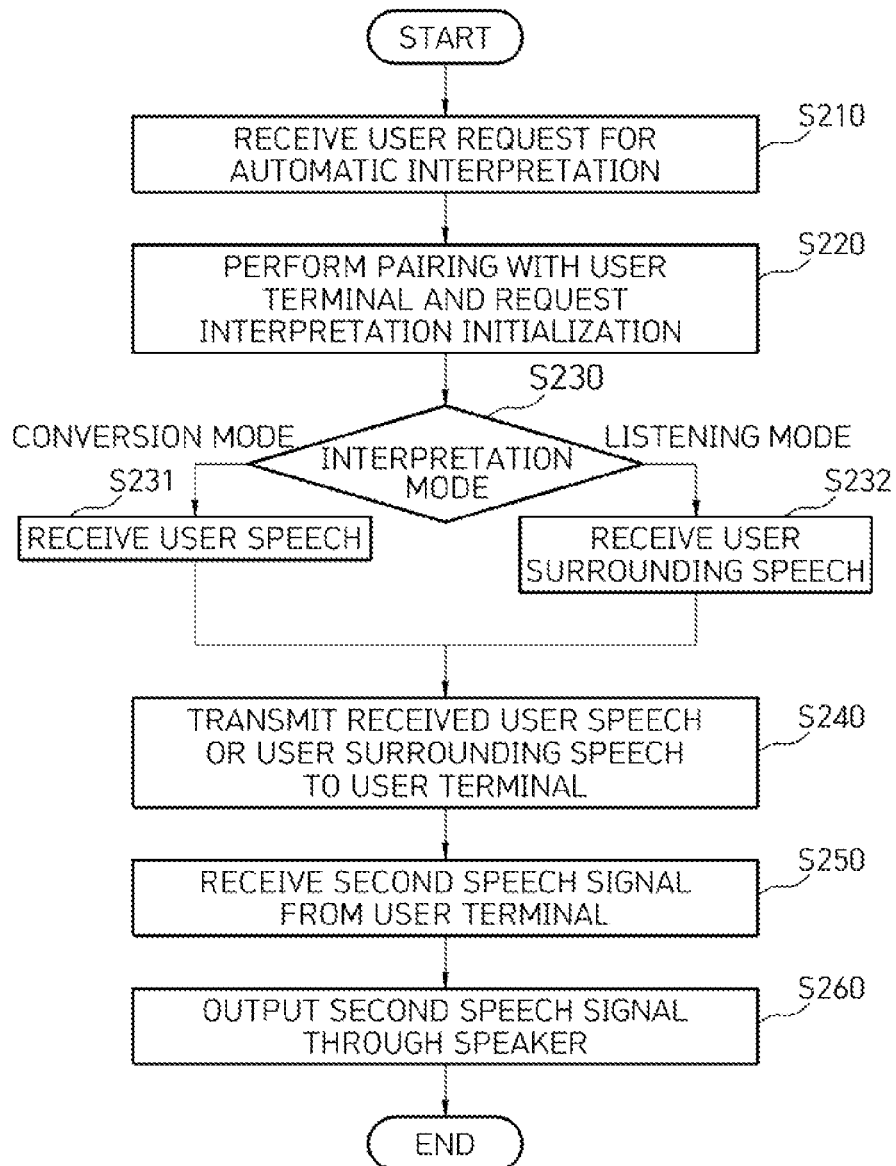 START
S210
RECEIVE USER REQUEST FOR
AUTOMATIC INTERPRETATION
S220
PERFORM PAIRING WITH USER
TERMINAL AND REQUEST
INTERPRETATION INITIALIZATION
S230
CONVERSION MODE
LISTENING MODE
INTERPRETATION
MODE
S231
RECEIVE USER SPEECH
S232
RECEIVE USER
SURROUNDING SPEECH
S240
TRANSMIT RECEIVED USER SPEECH
OR USER SURROUNDING SPEECH
TO USER TERMINAL
S250
RECEIVE SECOND SPEECH SIGNAL
FROM USER TERMINAL
S260
OUTPUT SECOND SPEECH SIGNAL
THROUGH SPEAKER
END